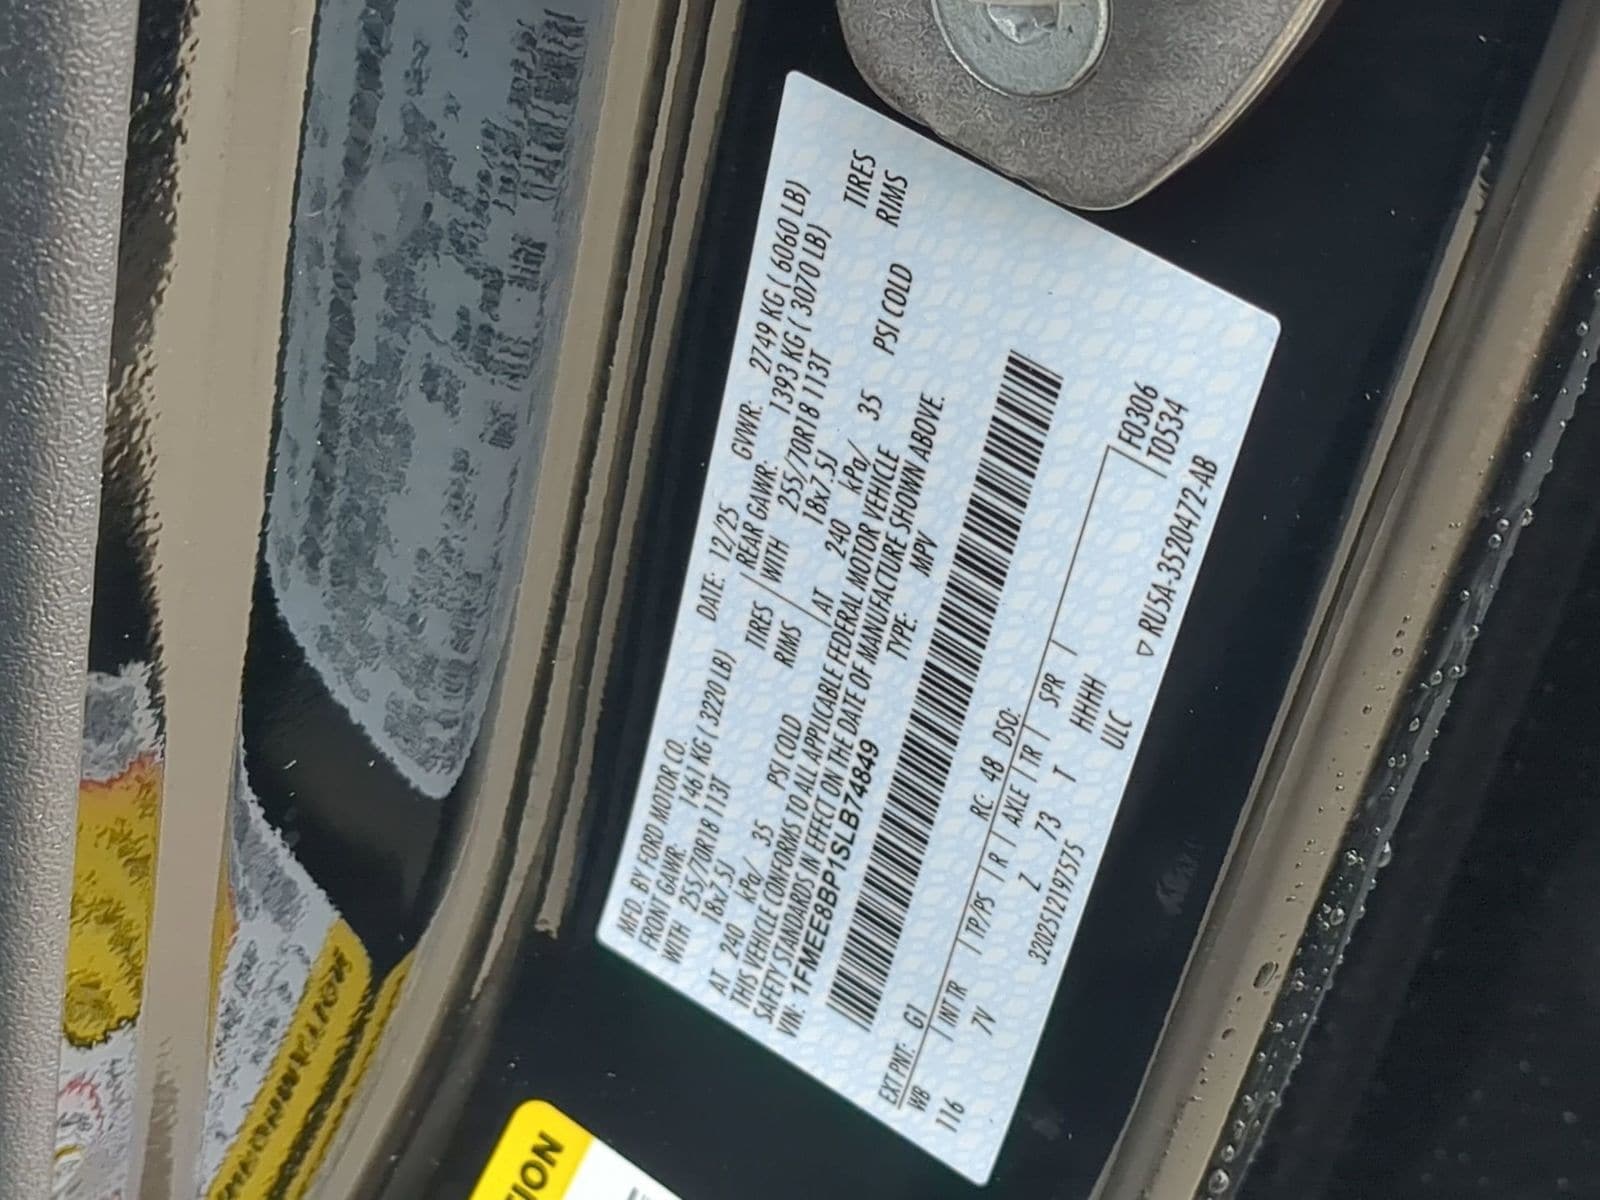 MFD. BY FORD MOTOR CO. DATE: 12/25 GVWR: 2749 KG ( 6060 LB)
FRONT GAWR: 1461 KG ( 3220 LB) REAR GAWR: 1393 KG ( 3070 LB)
WITH 255/70R18 113T TIRES WITH 255/70R18 113T TIRES
18x7.5J RIMS 18x7.5J RIMS
AT 240 kPa/ 35 PSI COLD AT 240 kPa/ 35 PSI COLD
THIS VEHICLE CONFORMS TO ALL APPLICABLE FEDERAL MOTOR VEHICLE
SAFETY STANDARDS IN EFFECT ON THE DATE OF MANUFACTURE SHOWN ABOVE.
VIN: 1FMEE8BP1SLB74849 TYPE: MPV
EXT PNT: G1 RC: 48 DSO: F0306
WB INT TR TP/PS R AXLE TR SPR T0534
116 7V Z 73 T HHHH
320251219757​5 ULC ▽ RU5A-3520472-AB
TION